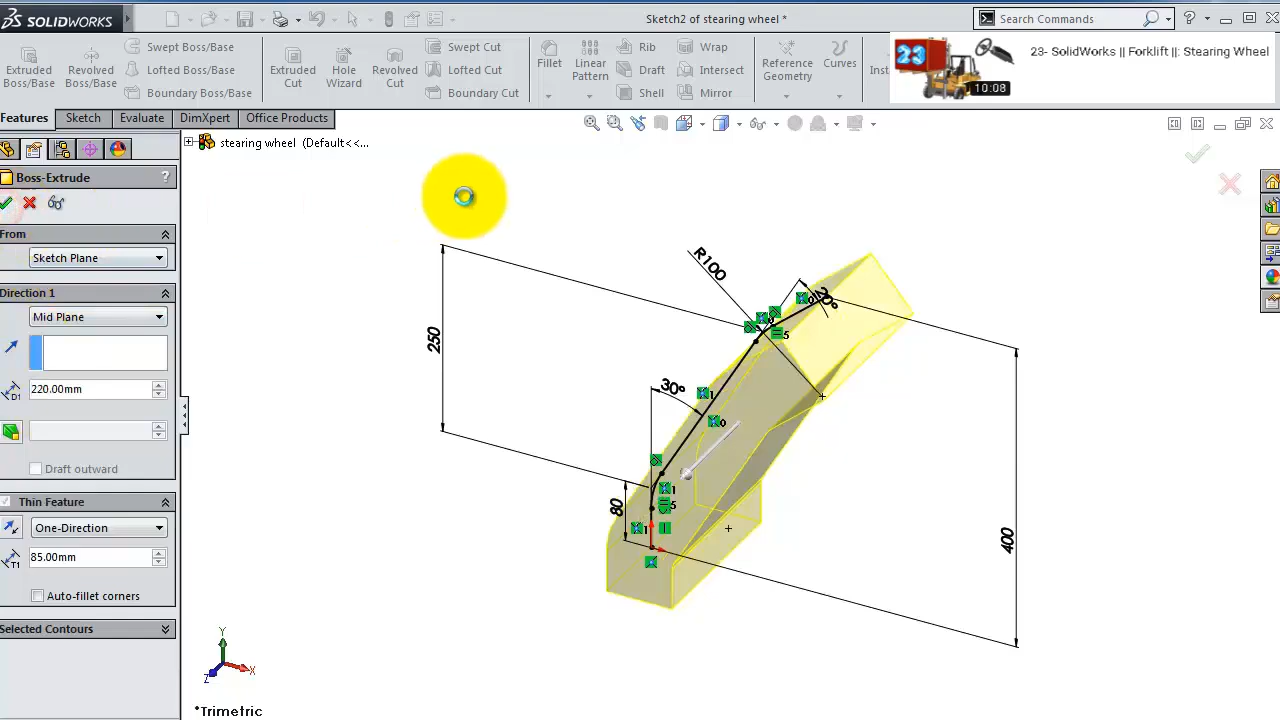 SOLIDWORKS
Sketch2 of stearing wheel *
Search Commands
?
Extruded Boss/Base
Revolved Boss/Base
Swept Boss/Base
Lofted Boss/Base
Boundary Boss/Base
Extruded Cut
Hole Wizard
Revolved Cut
Swept Cut
Lofted Cut
Boundary Cut
Fillet
Linear Pattern
Rib
Draft
Shell
Wrap
Intersect
Mirror
Reference Geometry
Curves
Inst
23
10:08
23- SolidWorks || Forklift ||: Stearing Wheel
Features
Sketch
Evaluate
DimXpert
Office Products
stearing wheel (Default<<...
Boss-Extrude
?
From
Sketch Plane
Direction 1
Mid Plane
D1
220.00mm
Draft outward
Thin Feature
One-Direction
T1
85.00mm
Auto-fillet corners
Selected Contours
R100
20°
250
30°
80
400
Y
X
Z
*Trimetric